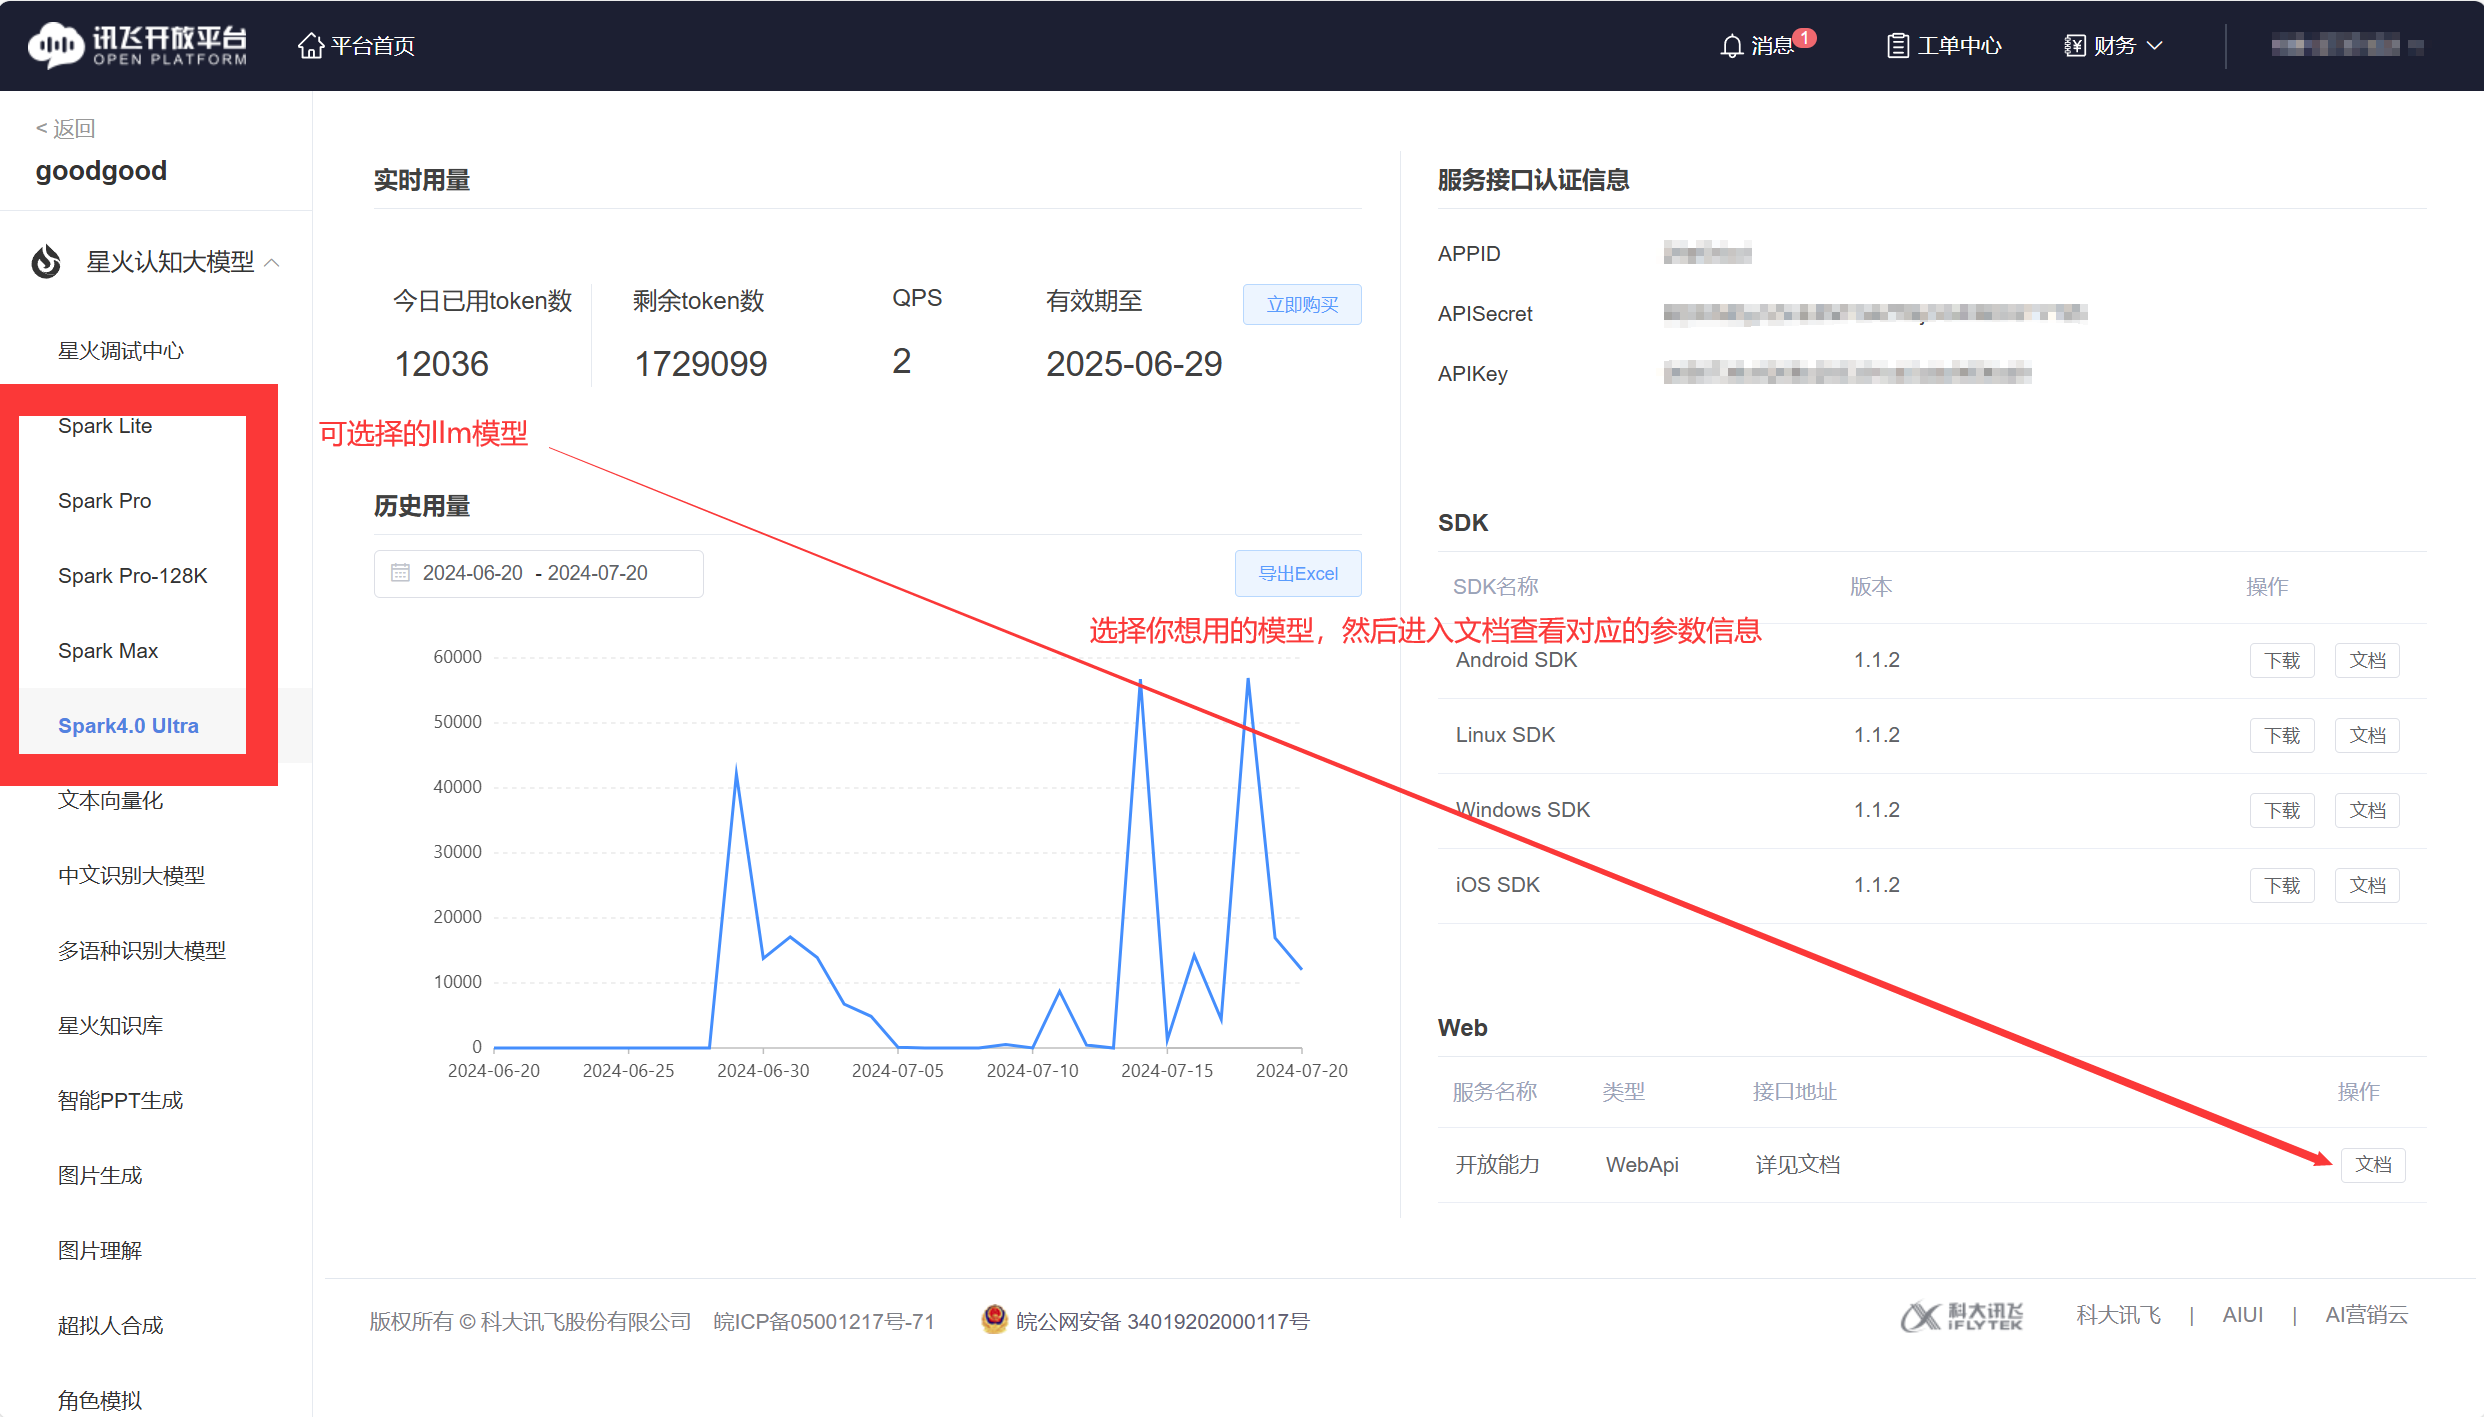 讯飞开放平台
OPEN PLATFORM
平台首页
消息 1
工单中心
财务
< 返回
goodgood
星火认知大模型
星火调试中心
Spark Lite
Spark Pro
Spark Pro-128K
Spark Max
Spark4.0 Ultra
文本向量化
中文识别大模型
多语种识别大模型
星火知识库
智能PPT生成
图片生成
图片理解
超拟人合成
角色模拟
实时用量
今日已用token数 剩余token数 QPS 有效期至 立即购买
12036 1729099 2 2025-06-29
可选择的llm模型
历史用量
2024-06-20 - 2024-07-20 导出Excel
选择你想用的模型，然后进入文档查看对应的参数信息
60000
50000
40000
30000
20000
10000
0
2024-06-20 2024-06-25 2024-06-30 2024-07-05 2024-07-10 2024-07-15 2024-07-20
服务接口认证信息
APPID
APISecret
APIKey
SDK
SDK名称 版本 操作
Android SDK 1.1.2 下载 文档
Linux SDK 1.1.2 下载 文档
Windows SDK 1.1.2 下载 文档
iOS SDK 1.1.2 下载 文档
Web
服务名称 类型 接口地址 操作
开放能力 WebApi 详见文档 文档
版权所有 © 科大讯飞股份有限公司 皖ICP备05001217号-71 皖公网安备 34019202000117号
科大讯飞
iFLYTEK
科大讯飞 | AIUI | AI营销云